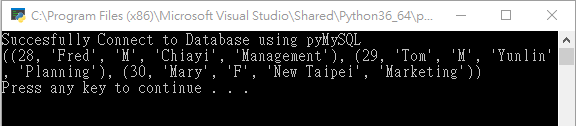 C:\Program Files (x86)\Microsoft Visual Studio\Shared\Python36_64\p...
Succesfully Connect to Database using pyMySQL
((28, 'Fred', 'M', 'Chiayi', 'Management'), (29, 'Tom', 'M', 'Yunlin'
, 'Planning'), (30, 'Mary', 'F', 'New Taipei', 'Marketing'))
Press any key to continue . . .